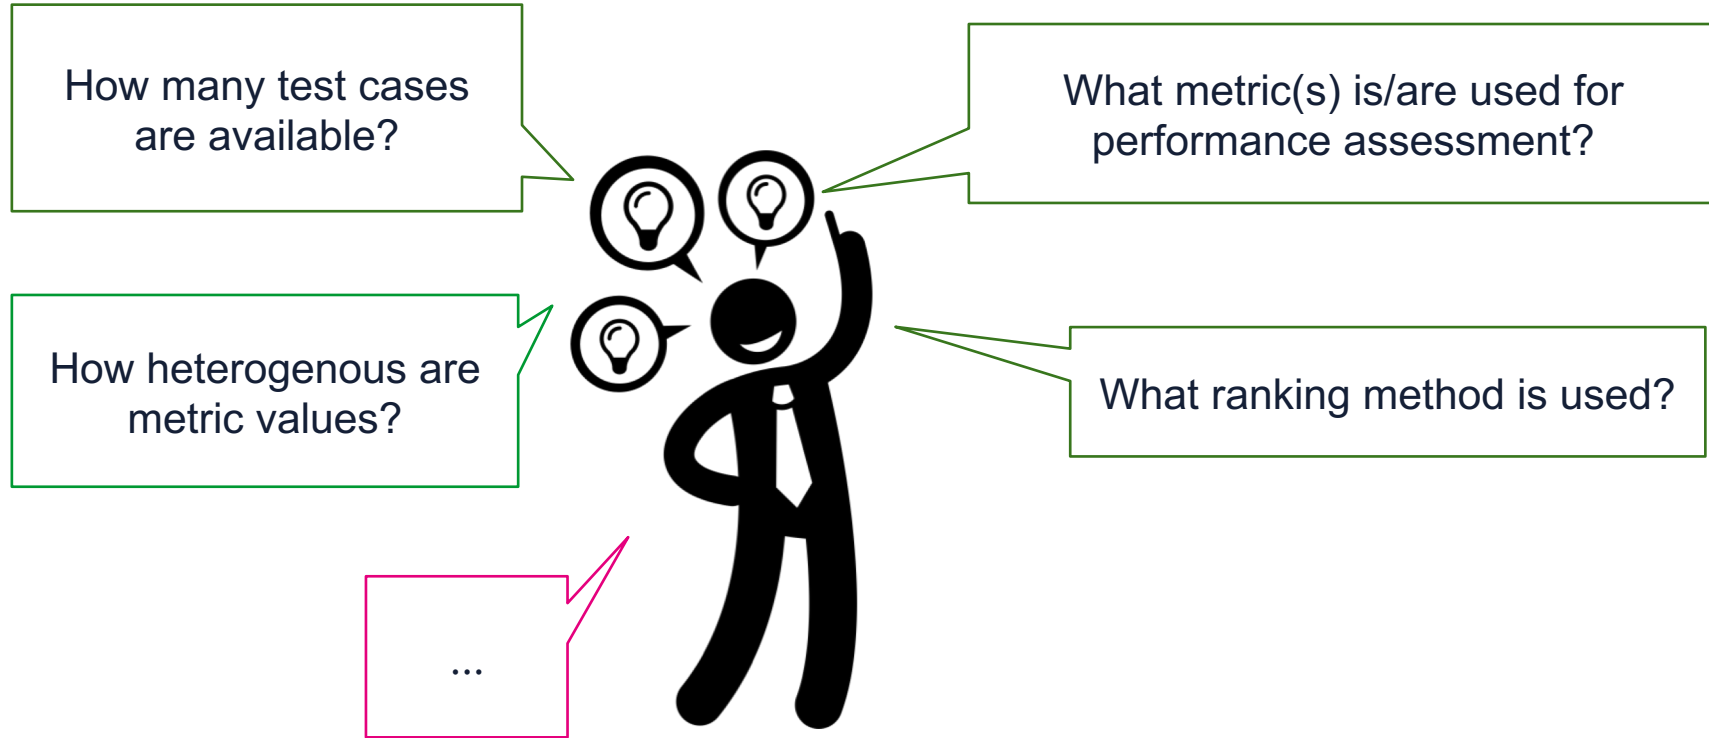 How many test cases
are available?
What metric(s) is/are used for
performance assessment?
How heterogenous are
metric values?
What ranking method is used?
...